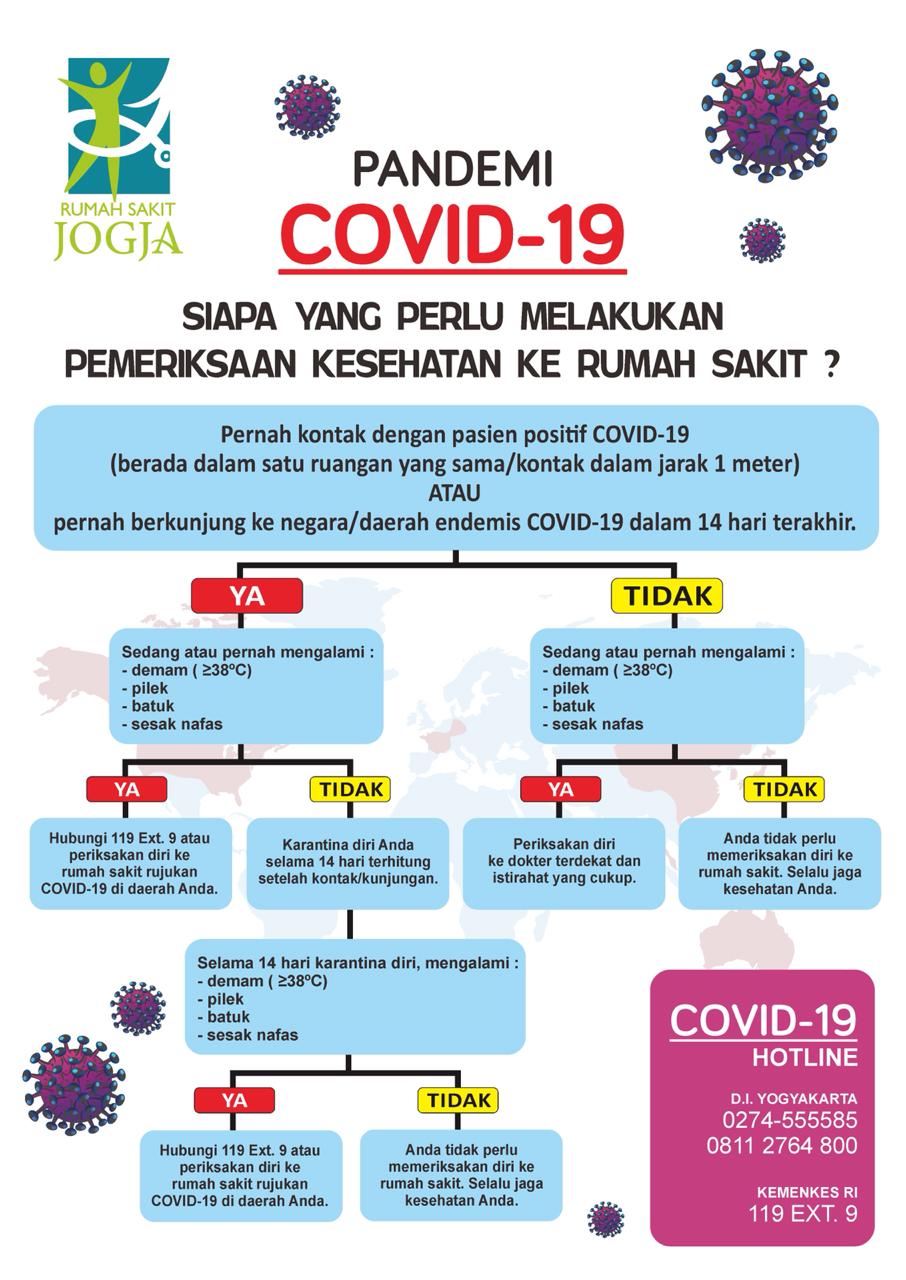 RUMAH SAKIT
JOGJA
PANDEMI
COVID-19
SIAPA YANG PERLU MELAKUKAN
PEMERIKSAAN KESEHATAN KE RUMAH SAKIT ?
Pernah kontak dengan pasien positif COVID-19
(berada dalam satu ruangan yang sama/kontak dalam jarak 1 meter)
ATAU
pernah berkunjung ke negara/daerah endemis COVID-19 dalam 14 hari terakhir.
YA
TIDAK
Sedang atau pernah mengalami :
- demam ( ≥38ºC)
- pilek
- batuk
- sesak nafas
Sedang atau pernah mengalami :
- demam ( ≥38ºC)
- pilek
- batuk
- sesak nafas
YA
TIDAK
YA
TIDAK
Hubungi 119 Ext. 9 atau
periksakan diri ke
rumah sakit rujukan
COVID-19 di daerah Anda.
Karantina diri Anda
selama 14 hari terhitung
setelah kontak/kunjungan.
Periksakan diri
ke dokter terdekat dan
istirahat yang cukup.
Anda tidak perlu
memeriksakan diri ke
rumah sakit. Selalu jaga
kesehatan Anda.
Selama 14 hari karantina diri, mengalami :
- demam ( ≥38ºC)
- pilek
- batuk
- sesak nafas
YA
TIDAK
Hubungi 119 Ext. 9 atau
periksakan diri ke
rumah sakit rujukan
COVID-19 di daerah Anda.
Anda tidak perlu
memeriksakan diri ke
rumah sakit. Selalu jaga
kesehatan Anda.
COVID-19
HOTLINE
D.I. YOGYAKARTA
0274-555585
0811 2764 800
KEMENKES RI
119 EXT. 9